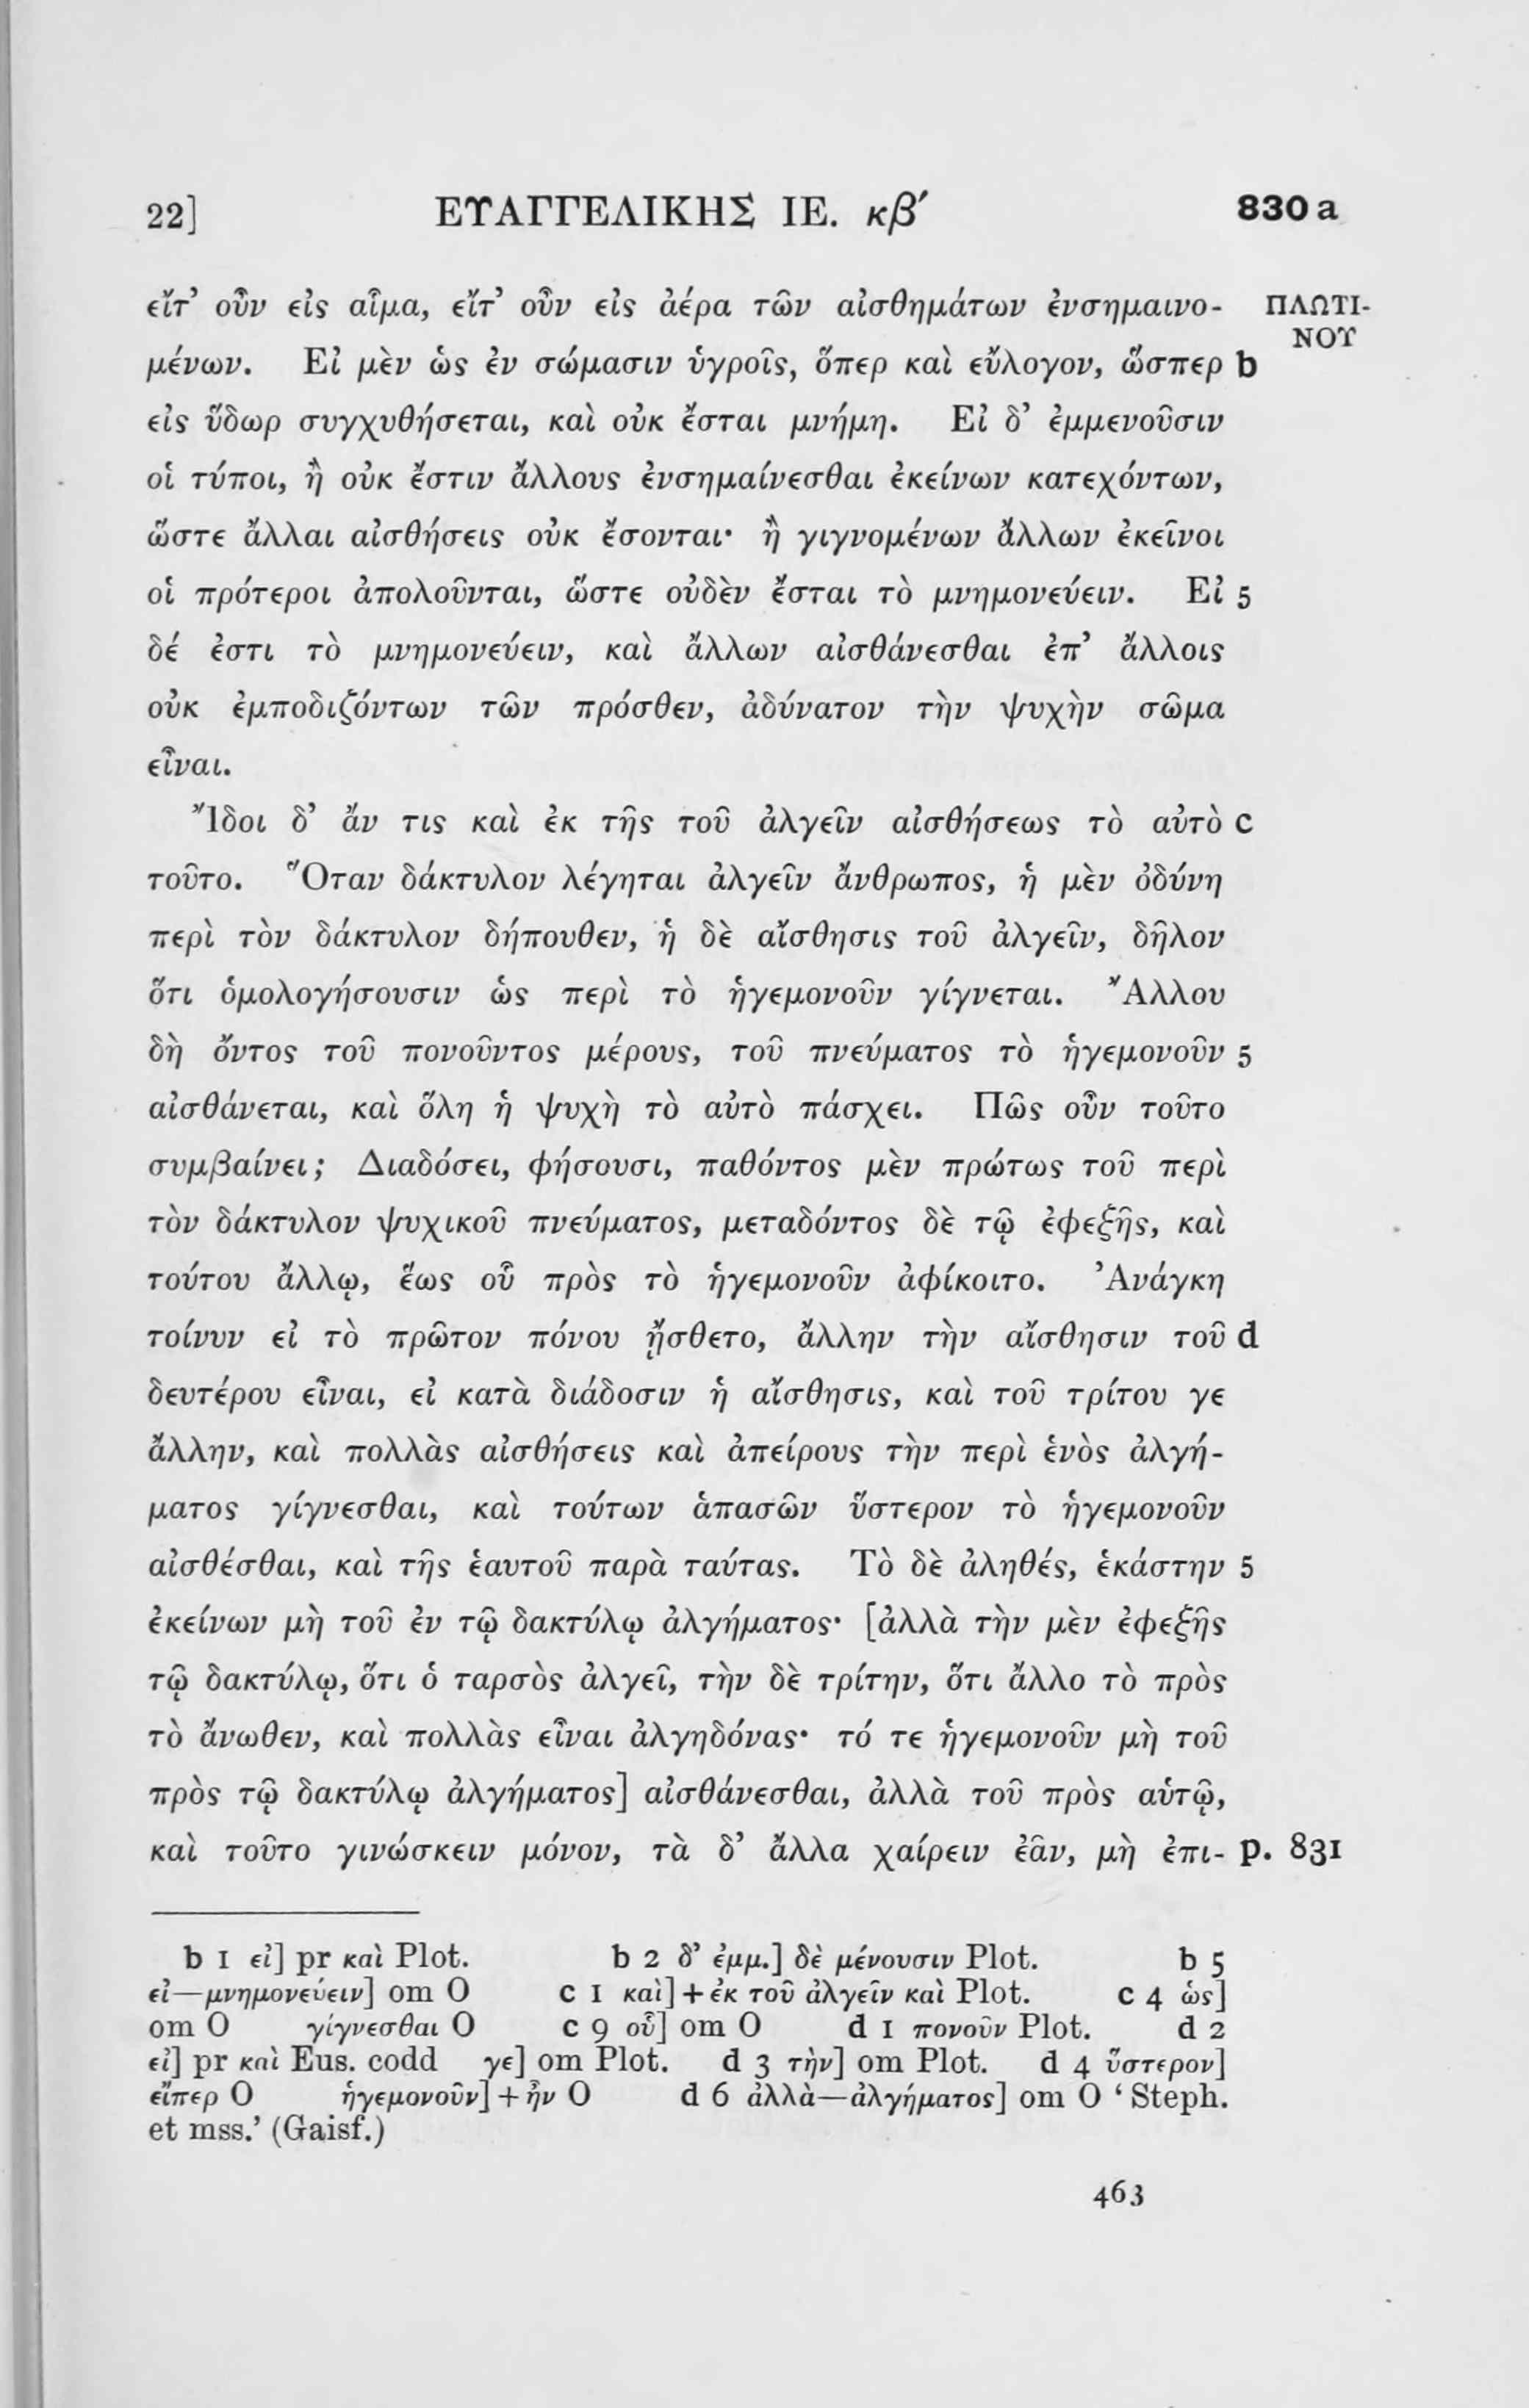 22] ΕΥΑΓΓΕΛΙΚΗΣ ΙΕ. κβ′ 830 a
εἴτ’ οὖν εἰς αἷμα, εἴτ’ οὖν εἰς ἀέρα τῶν αἰσθημάτων ἐνσημαινο- ΠΛΩΤΙ-
ΝΟΥ
μένων. Εἰ μὲν ὡς ἐν σώμασιν ὑγροῖς, ὅπερ καὶ εὔλογον, ὥσπερ b
εἰς ὕδωρ συγχυθήσεται, καὶ οὐκ ἔσται μνήμη. Εἰ δ’ ἐμμενοῦσιν
οἱ τύποι, ἢ οὐκ ἔστιν ἄλλους ἐνσημαίνεσθαι ἐκείνων κατεχόντων,
ὥστε ἄλλαι αἰσθήσεις οὐκ ἔσονται· ἢ γιγνομένων ἄλλων ἐκεῖνοι
οἱ πρότεροι ἀπολοῦνται, ὥστε οὐδὲν ἔσται τὸ μνημονεύειν. Εἰ 5
δέ ἐστι τὸ μνημονεύειν, καὶ ἄλλων αἰσθάνεσθαι ἐπ’ ἄλλοις
οὐκ ἐμποδιζόντων τῶν πρόσθεν, ἀδύνατον τὴν ψυχὴν σῶμα
εἶναι.
Ἴδοι δ’ ἄν τις καὶ ἐκ τῆς τοῦ ἀλγεῖν αἰσθήσεως τὸ αὐτὸ c
τοῦτο. Ὅταν δάκτυλον λέγηται ἀλγεῖν ἄνθρωπος, ἡ μὲν ὀδύνη
περὶ τὸν δάκτυλον δήπουθεν, ἡ δὲ αἴσθησις τοῦ ἀλγεῖν, δῆλον
ὅτι ὁμολογήσουσιν ὡς περὶ τὸ ἡγεμονοῦν γίγνεται. Ἄλλου
δὴ ὄντος τοῦ πονοῦντος μέρους, τοῦ πνεύματος τὸ ἡγεμονοῦν 5
αἰσθάνεται, καὶ ὅλη ἡ ψυχὴ τὸ αὐτὸ πάσχει. Πῶς οὖν τοῦτο
συμβαίνει; Διαδόσει, φήσουσι, παθόντος μὲν πρώτως τοῦ περὶ
τὸν δάκτυλον ψυχικοῦ πνεύματος, μεταδόντος δὲ τῷ ἐφεξῆς, καὶ
τούτου ἄλλῳ, ἕως οὗ πρὸς τὸ ἡγεμονοῦν ἀφίκοιτο. Ἀνάγκη
τοίνυν εἰ τὸ πρῶτον πόνου ᾔσθετο, ἄλλην τὴν αἴσθησιν τοῦ d
δευτέρου εἶναι, εἰ κατὰ διάδοσιν ἡ αἴσθησις, καὶ τοῦ τρίτου γε
ἄλλην, καὶ πολλὰς αἰσθήσεις καὶ ἀπείρους τὴν περὶ ἑνὸς ἀλγή-
ματος γίγνεσθαι, καὶ τούτων ἁπασῶν ὕστερον τὸ ἡγεμονοῦν
αἰσθέσθαι, καὶ τῆς ἑαυτοῦ παρὰ ταύτας. Τὸ δὲ ἀληθές, ἑκάστην 5
ἐκείνων μὴ τοῦ ἐν τῷ δακτύλῳ ἀλγήματος· [ἀλλὰ τὴν μὲν ἐφεξῆς
τῷ δακτύλῳ, ὅτι ὁ ταρσὸς ἀλγεῖ, τὴν δὲ τρίτην, ὅτι ἄλλο τὸ πρὸς
τὸ ἄνωθεν, καὶ πολλὰς εἶναι ἀλγηδόνας· τό τε ἡγεμονοῦν μὴ τοῦ
πρὸς τῷ δακτύλῳ ἀλγήματος] αἰσθάνεσθαι, ἀλλὰ τοῦ πρὸς αὑτῷ,
καὶ τοῦτο γινώσκειν μόνον, τὰ δ’ ἄλλα χαίρειν ἐᾶν, μὴ ἐπι- p. 831
b 1 εἰ] pr καὶ Plot. b 2 δ’ ἐμμ.] δὲ μένουσιν Plot. b 5
εἰ—μνημονεύειν] om O c 1 καὶ] + ἐκ τοῦ ἀλγεῖν καὶ Plot. c 4 ὡς]
om O γίγνεσθαι O c 9 οὗ] om O d 1 πονοῦν Plot. d 2
εἰ] pr καὶ Eus. codd γε] om Plot. d 3 τὴν] om Plot. d 4 ὕστερον]
εἴπερ O ἡγεμονοῦν] + ἦν O d 6 ἀλλὰ—ἀλγήματος] om O ‘Steph.
et mss.’ (Gaisf.)
463